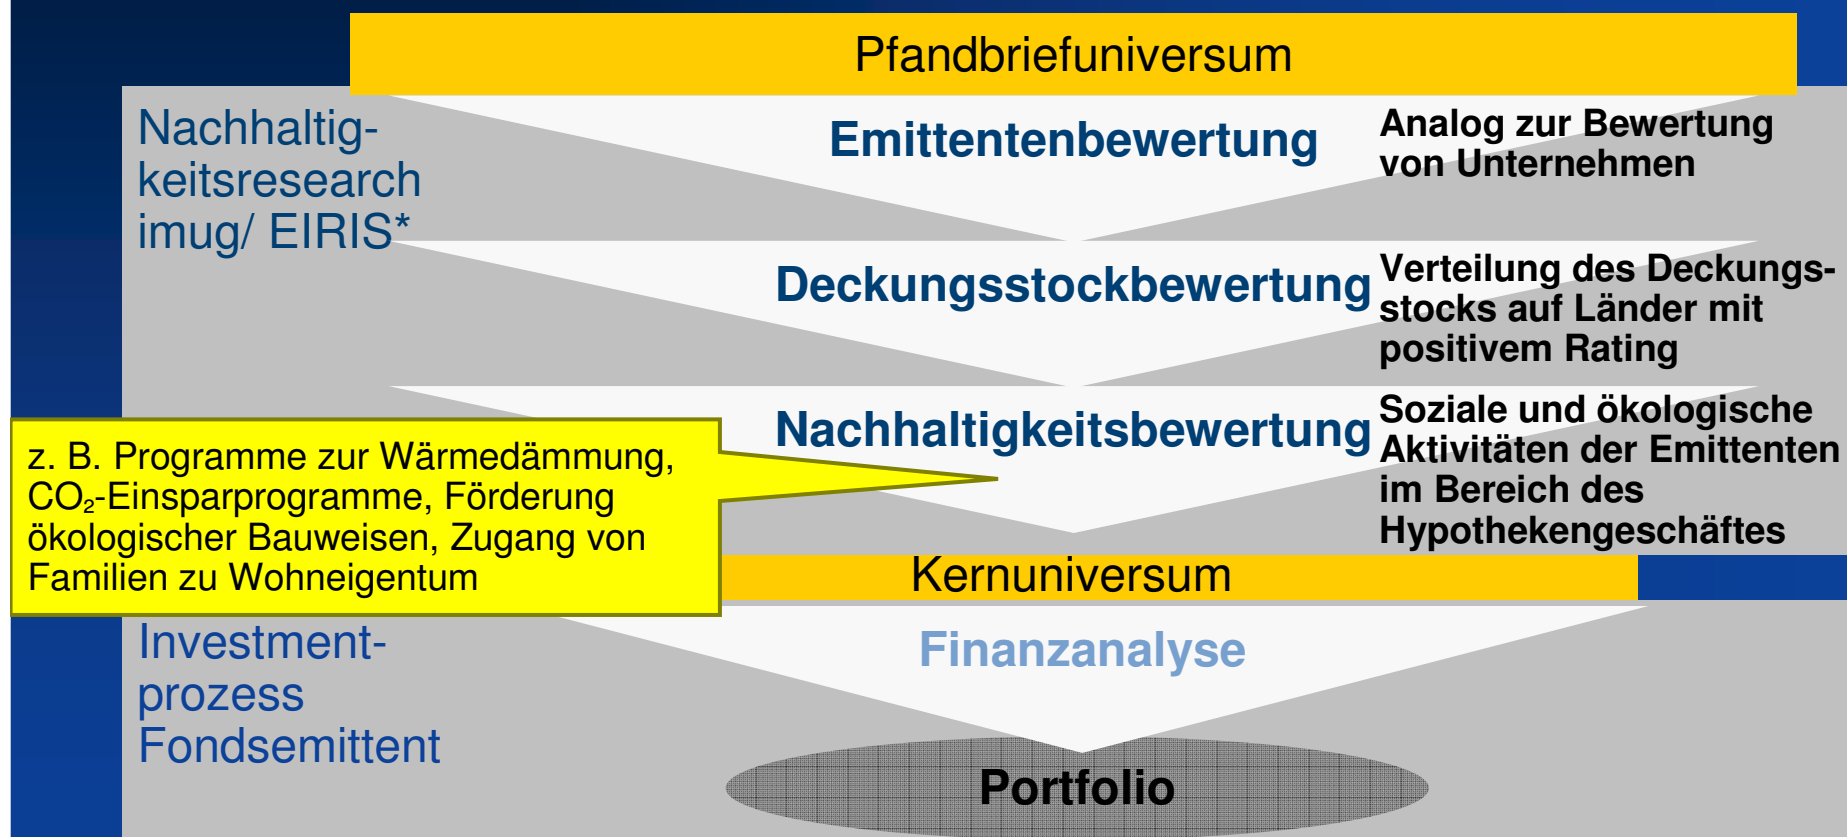 Pfandbriefuniversum
Nachhaltig-
keitsresearch
imug/ EIRIS*
Emittentenbewertung
Analog zur Bewertung
von Unternehmen
Deckungsstockbewertung
Verteilung des Deckungs-
stocks auf Länder mit
positivem Rating
Nachhaltigkeitsbewertung
Soziale und ökologische
Aktivitäten der Emittenten
im Bereich des
Hypothekengeschäftes
z. B. Programme zur Wärmedämmung,
CO₂-Einsparprogramme, Förderung
ökologischer Bauweisen, Zugang von
Familien zu Wohneigentum
Kernuniversum
Investment-
prozess
Fondsemittent
Finanzanalyse
Portfolio